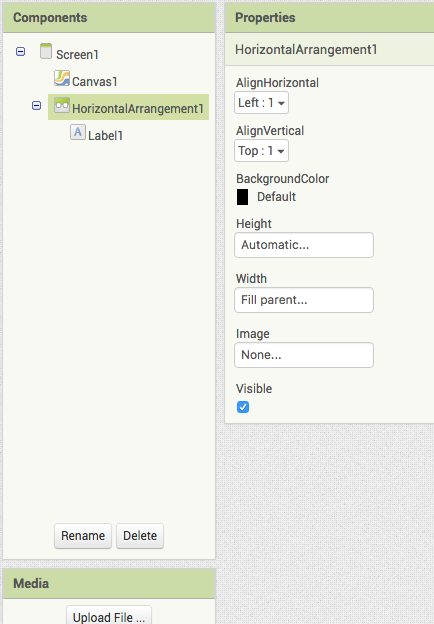 Components
Screen1
Canvas1
HorizontalArrangement1
A Label1
Rename Delete
Media
Upload File ...
Properties
HorizontalArrangement1
AlignHorizontal
Left : 1
AlignVertical
Top : 1
BackgroundColor
Default
Height
Automatic...
Width
Fill parent...
Image
None...
Visible